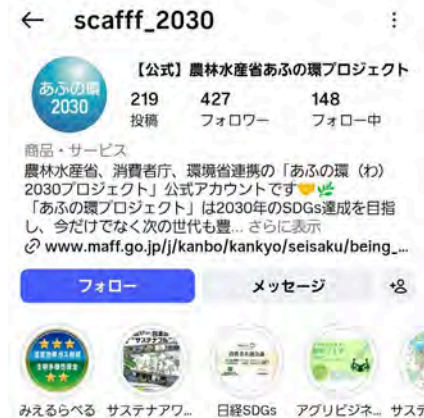 ← scafff_2030
【公式】農林水産省あふの環プロジェクト
あふの環
2030
219 427 148
投稿 フォロワー フォロー中
商品・サービス
農林水産省、消費者庁、環境省連携の「あふの環（わ）
2030プロジェクト」公式アカウントです🤝🌿
「あふの環プロジェクト」は2030年のSDGs達成を目指
し、今だけでなく次の世代も豊... さらに表示
www.maff.go.jp/j/kanbo/kankyo/seisaku/being_...
フォロー メッセージ
みえるらべる サステナアワ... 日経SDGs アグリビジネ... サステ